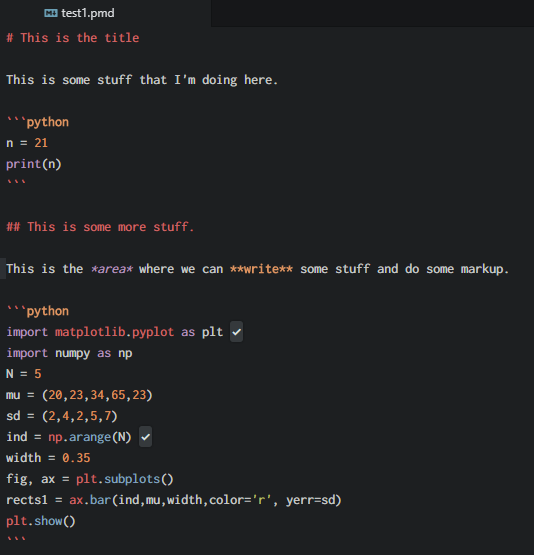 test1.pmd
# This is the title
This is some stuff that I'm doing here.
```python
n = 21
print(n)
```
## This is some more stuff.
This is the *area* where we can **write** some stuff and do some markup.
```python
import matplotlib.pyplot as plt ✓
import numpy as np
N = 5
mu = (20,23,34,65,23)
sd = (2,4,2,5,7)
ind = np.arange(N) ✓
width = 0.35
fig, ax = plt.subplots()
rects1 = ax.bar(ind,mu,width,color='r', yerr=sd)
plt.show()
```